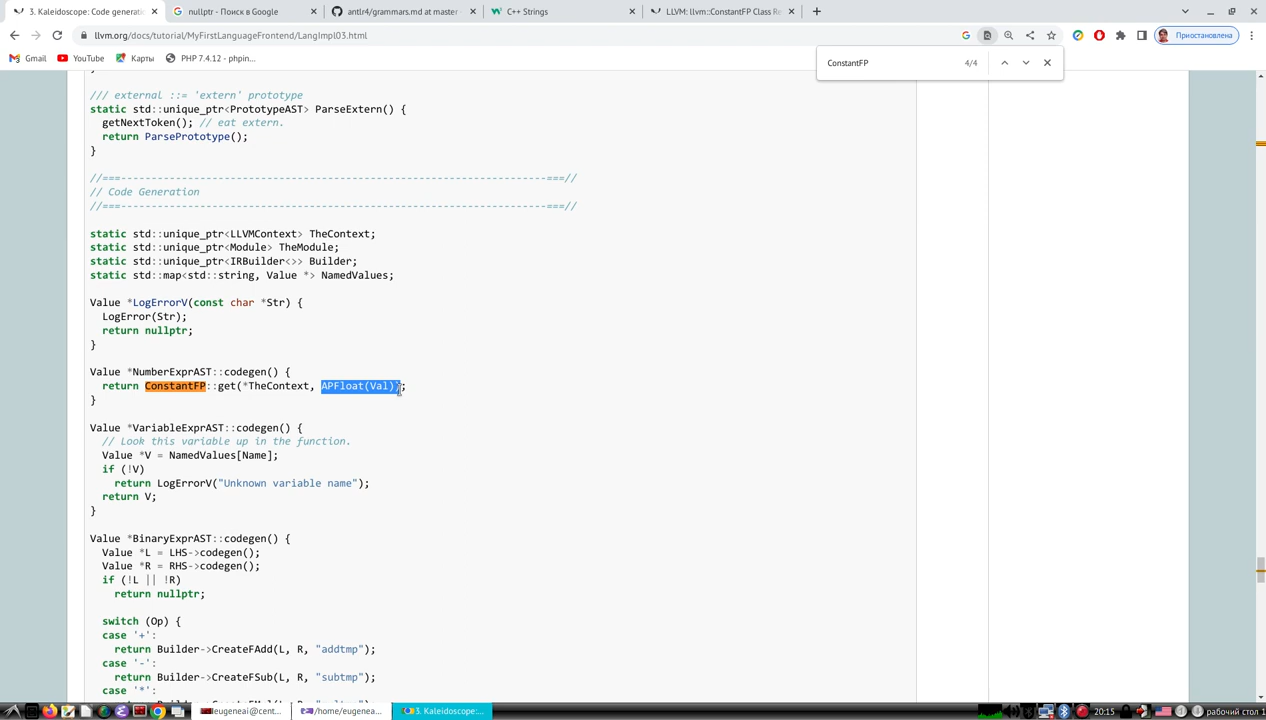 3. Kaleidoscope: Code generatio
nullptr - Поиск в Google
antlr4/grammars.md at master
C++ Strings
LLVM: llvm::ConstantFP Class Re
llvm.org/docs/tutorial/MyFirstLanguageFrontend/LangImpl03.html
Приостановлена
Gmail
YouTube
Карты
PHP 7.4.12 - phpin...
ConstantFP
4/4
}
/// external ::= 'extern' prototype
static std::unique_ptr<PrototypeAST> ParseExtern() {
getNextToken(); // eat extern.
return ParsePrototype();
}
//===----------------------------------------------------------------------===//
// Code Generation
//===----------------------------------------------------------------------===//
static std::unique_ptr<LLVMContext> TheContext;
static std::unique_ptr<Module> TheModule;
static std::unique_ptr<IRBuilder<>> Builder;
static std::map<std::string, Value *> NamedValues;
Value *LogErrorV(const char *Str) {
LogError(Str);
return nullptr;
}
Value *NumberExprAST::codegen() {
return ConstantFP::get(*TheContext, APFloat(Val));
}
Value *VariableExprAST::codegen() {
// Look this variable up in the function.
Value *V = NamedValues[Name];
if (!V)
return LogErrorV("Unknown variable name");
return V;
}
Value *BinaryExprAST::codegen() {
Value *L = LHS->codegen();
Value *R = RHS->codegen();
if (!L || !R)
return nullptr;
switch (Op) {
case '+':
return Builder->CreateFAdd(L, R, "addtmp");
case '-':
return Builder->CreateFSub(L, R, "subtmp");
case '*':
leugeneai@cent...
/home/eugenea...
3. Kaleidoscope:...
20:15
рабочий стол 1